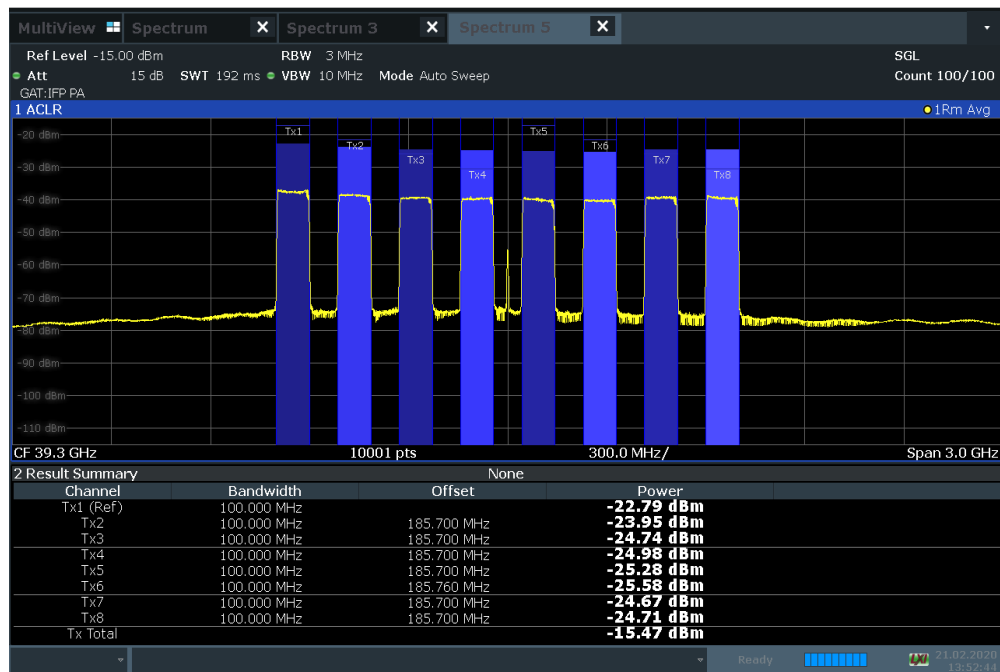 MultiView Spectrum X Spectrum 3 X Spectrum 5 X
Ref Level -15.00 dBm RBW 3 MHz SGL
Att 15 dB SWT 192 ms VBW 10 MHz Mode Auto Sweep Count 100/100
GAT:IFP PA
1 ACLR 1Rm Avg
Tx1 Tx2 Tx3 Tx4 Tx5 Tx6 Tx7 Tx8
-20 dBm
-30 dBm
-40 dBm
-50 dBm
-60 dBm
-70 dBm
-80 dBm
-90 dBm
-100 dBm
-110 dBm
CF 39.3 GHz 10001 pts 300.0 MHz/ Span 3.0 GHz
2 Result Summary None
Channel Bandwidth Offset Power
Tx1 (Ref) 100.000 MHz -22.79 dBm
Tx2 100.000 MHz 185.700 MHz -23.95 dBm
Tx3 100.000 MHz 185.700 MHz -24.74 dBm
Tx4 100.000 MHz 185.700 MHz -24.98 dBm
Tx5 100.000 MHz 185.700 MHz -25.28 dBm
Tx6 100.000 MHz 185.760 MHz -25.58 dBm
Tx7 100.000 MHz 185.700 MHz -24.67 dBm
Tx8 100.000 MHz 185.700 MHz -24.71 dBm
Tx Total -15.47 dBm
Ready LXI 21.02.2020
13:52:44